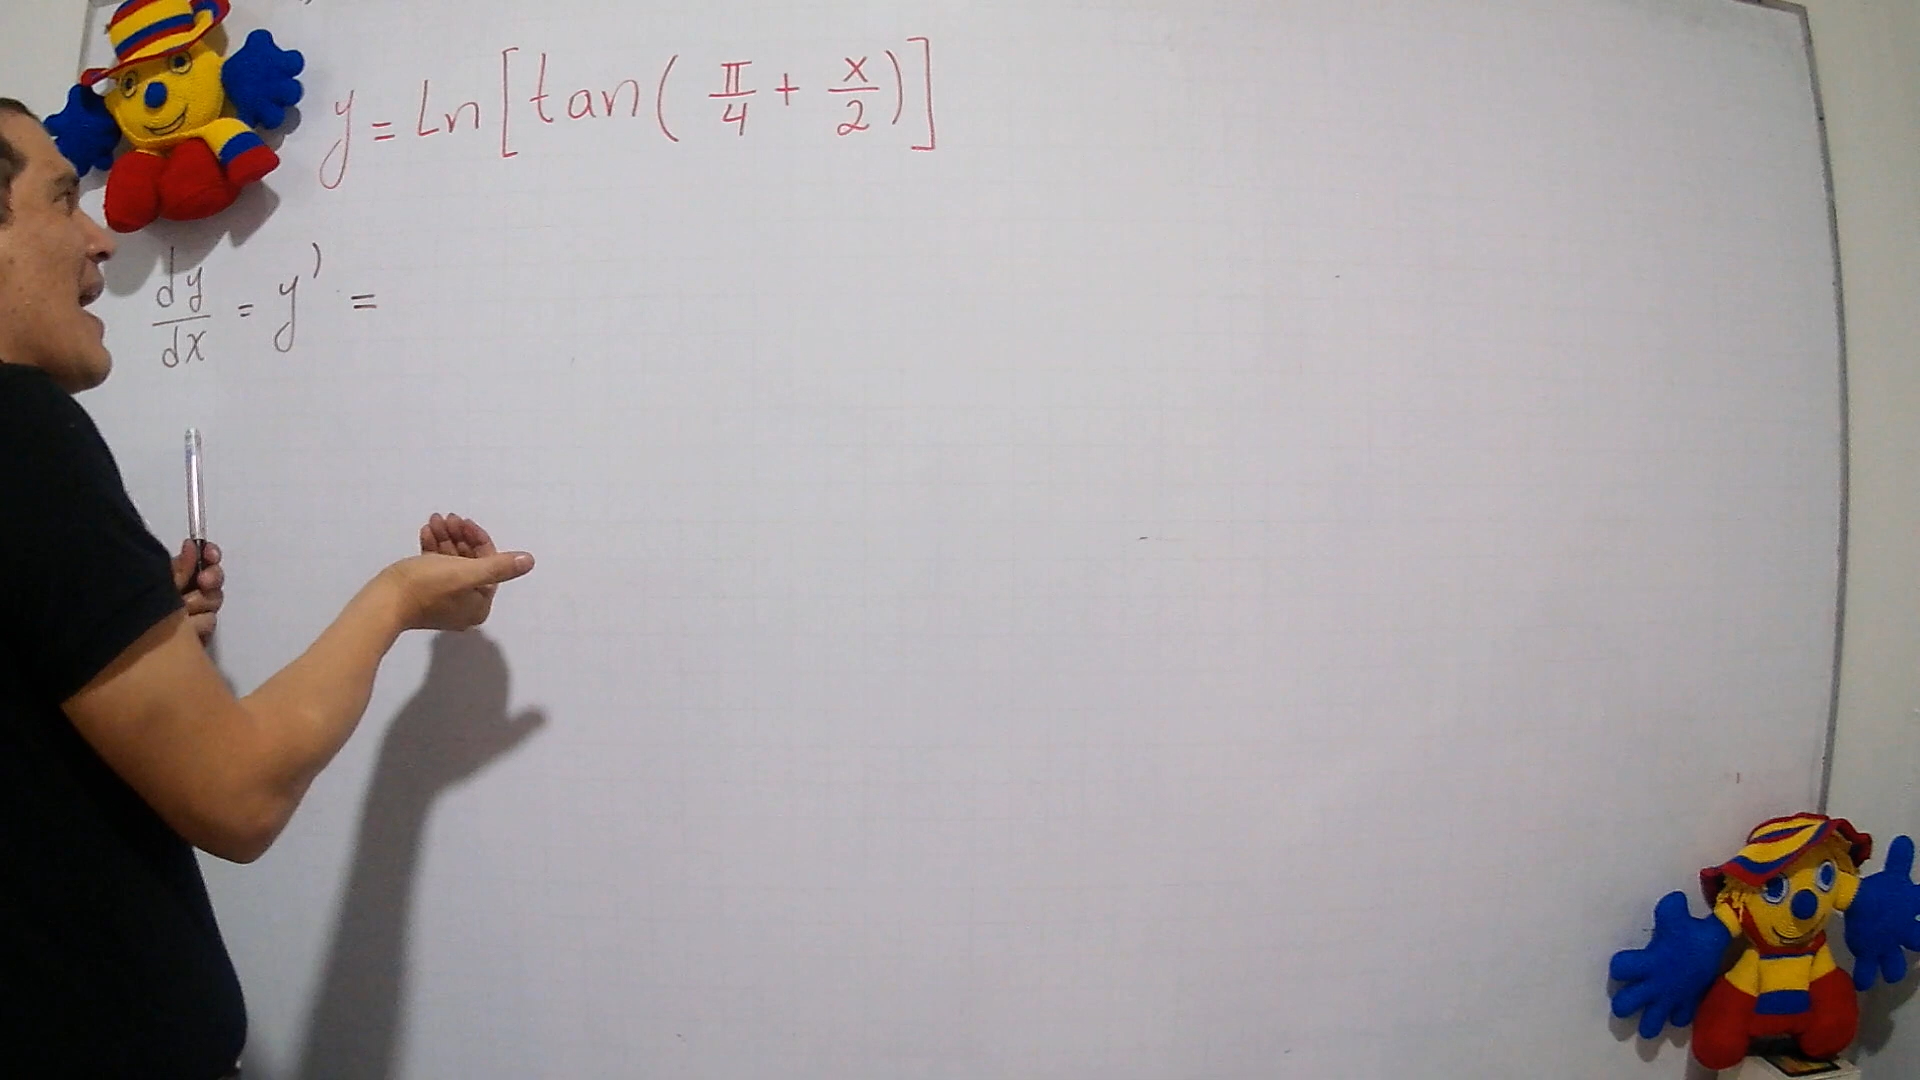 y = Ln[tan(π/4 + x/2)]
dy/dx = y' =